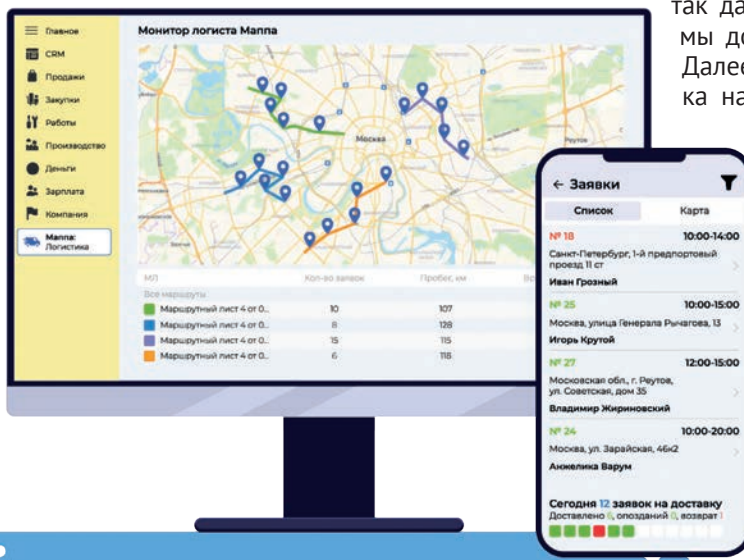 так да
мы до
Далее
ка на
Главное
CRM
Продажи
Закупки
Работы
Производство
Деньги
Зарплата
Компания
Маппа:
Логистика
Монитор логиста Маппа
Москва
Реутов
МЛ Кол-во заявок Пробег, км
Все маршруты
Маршрутный лист 4 от 0... 10 107
Маршрутный лист 4 от 0... 8 128
Маршрутный лист 4 от 0... 15 115
Маршрутный лист 4 от 0... 6 118
← Заявки
Список Карта
№ 18 10:00-14:00
Санкт-Петербург, 1-й предпортовый
проезд 11 ст
Иван Грозный
№ 25 10:00-15:00
Москва, улица Генерала Рычагова, 13
Игорь Крутой
№ 27 12:00-15:00
Московская обл., г. Реутов,
ул. Советская, дом 35
Владимир Жириновский
№ 24 10:00-20:00
Москва, ул. Зарайская, 46к2
Анжелика Варум
Сегодня 12 заявок на доставку
Доставлено 6, опозданий 0, возврат 1